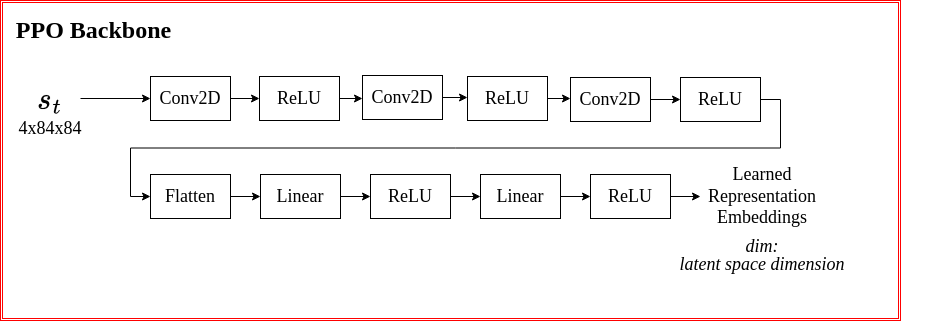 PPO Backbone
s_t
4x84x84
Conv2D
ReLU
Conv2D
ReLU
Conv2D
ReLU
Flatten
Linear
ReLU
Linear
ReLU
Learned
Representation
Embeddings
dim:
latent space dimension